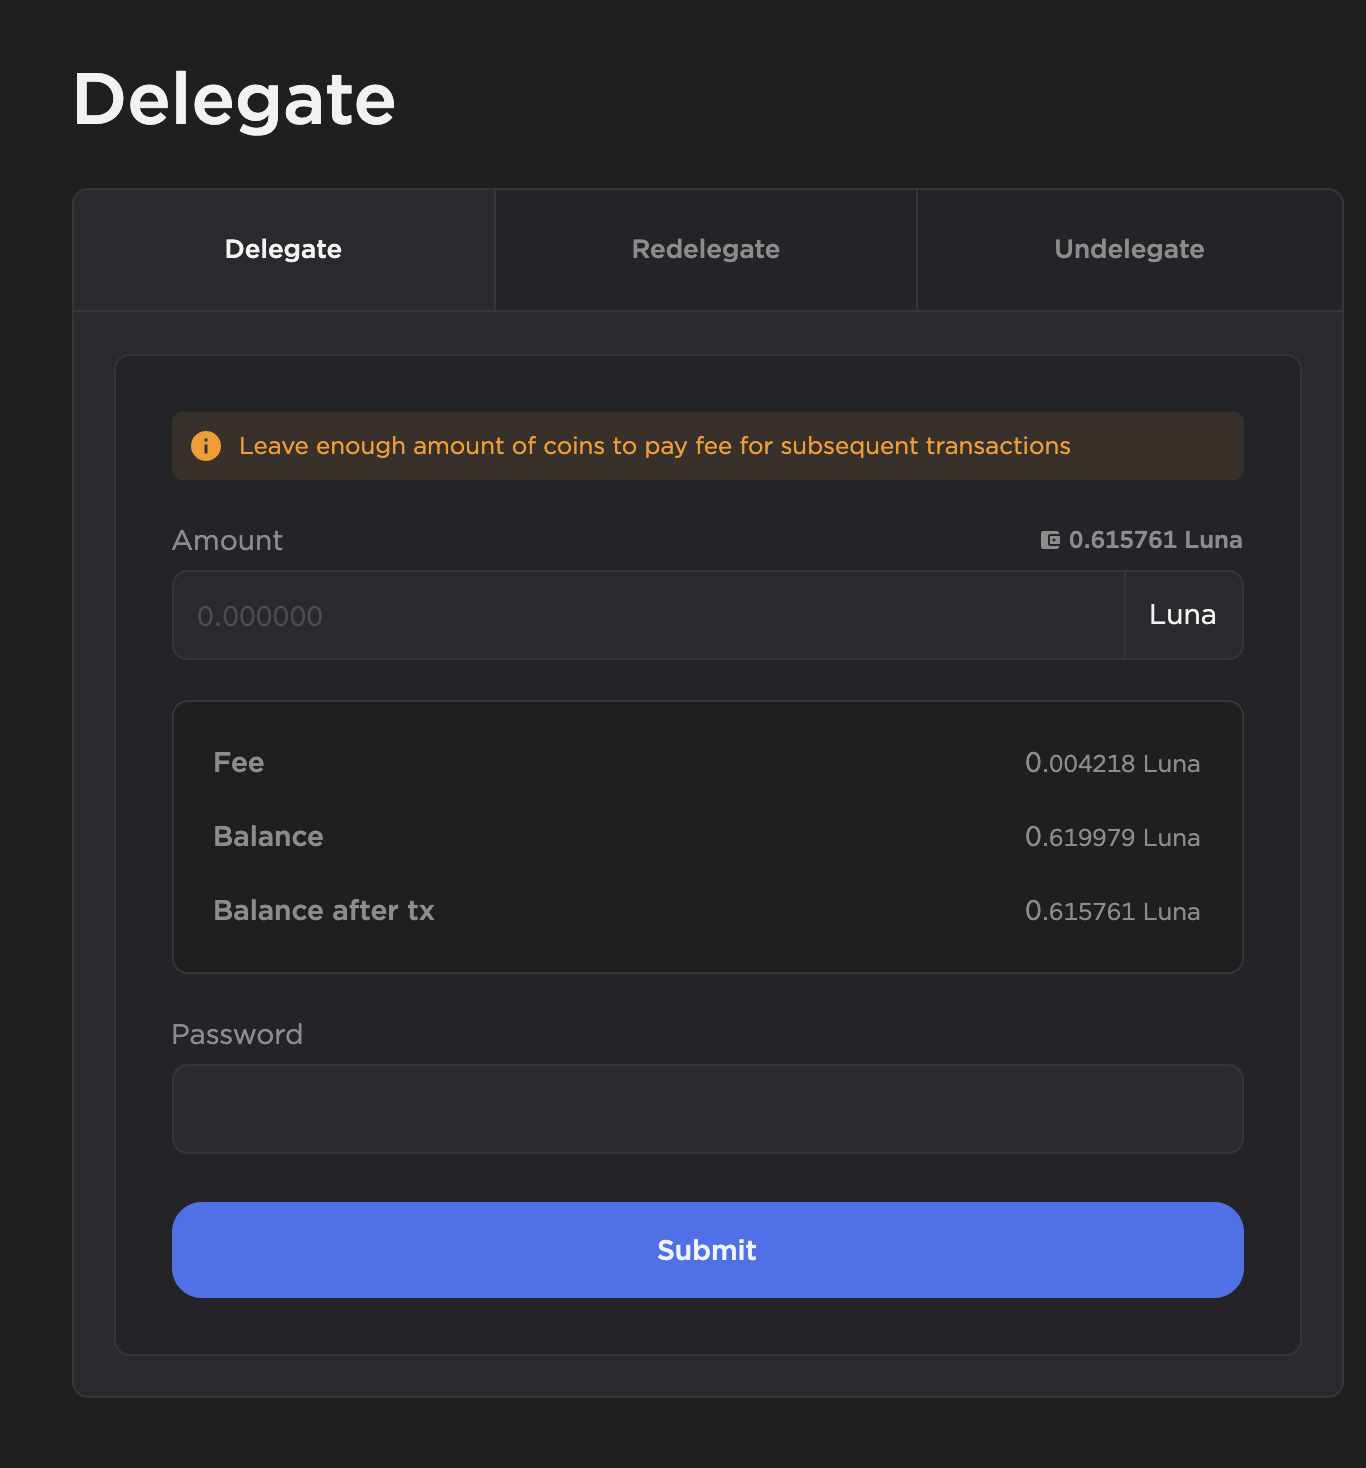 Delegate
Delegate Redelegate Undelegate
Leave enough amount of coins to pay fee for subsequent transactions
Amount 0.615761 Luna
0.000000 Luna
Fee 0.004218 Luna
Balance 0.619979 Luna
Balance after tx 0.615761 Luna
Password
Submit